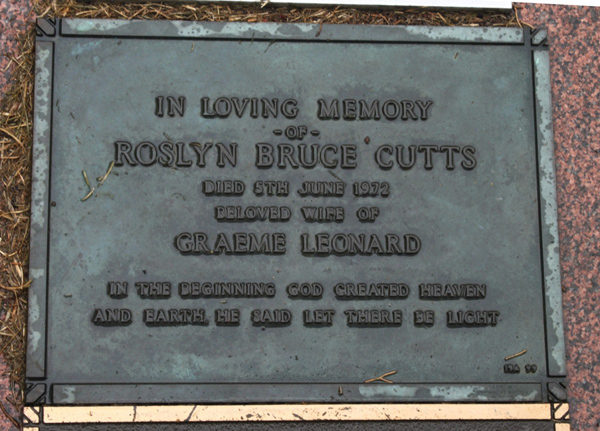 IN LOVING MEMORY
- OF -
ROSLYN BRUCE CUTTS
DIED 5TH JUNE 1972
BELOVED WIFE OF
GRAEME LEONARD
IN THE BEGINNING GOD CREATED HEAVEN
AND EARTH. HE SAID LET THERE BE LIGHT